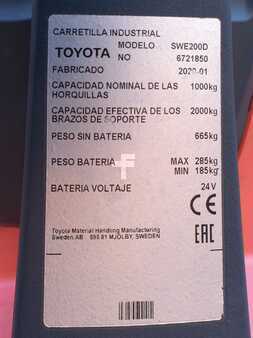 CARRETILLA INDUSTRIAL
TOYOTA MODELO SWE200D
NO 6721850
FABRICADO 2020-01
CAPACIDAD NOMINAL DE LAS 1000kg
HORQUILLAS
CAPACIDAD EFECTIVA DE LOS 2000kg
BRAZOS DE SOPORTE
PESO SIN BATERIA 665kg
PESO BATERIA MAX 285kg
MIN 185kg
BATERIA VOLTAJE 24V
CE
EAC
Toyota Material Handling Manufacturing
Sweden AB 595 81 MJÖLBY, SWEDEN